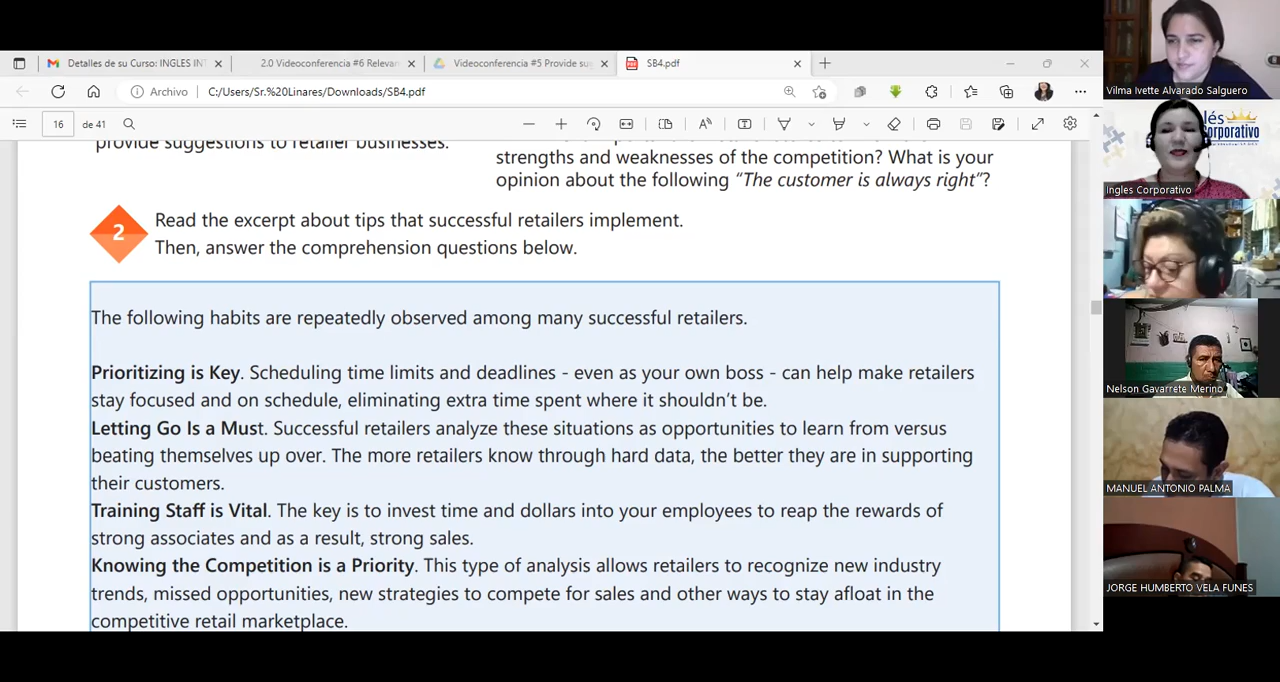 Detalles de su Curso: INGLES INT
2.0 Videoconferencia #6 Relevan
Videoconferencia #5 Provide sug
SB4.pdf
Archivo
C:/Users/Sr.%20Linares/Downloads/SB4.pdf
16 de 41
provide suggestions to retailer businesses.
strengths and weaknesses of the competition? What is your
opinion about the following "The customer is always right"?
2
Read the excerpt about tips that successful retailers implement.
Then, answer the comprehension questions below.
The following habits are repeatedly observed among many successful retailers.
Prioritizing is Key. Scheduling time limits and deadlines - even as your own boss - can help make retailers
stay focused and on schedule, eliminating time spent where it shouldn't be.
Letting Go Is a Must. Successful retailers analyze these situations as opportunities to learn from versus
beating themselves up over. The more retailers know through hard data, the better they are in supporting
their customers.
Training Staff is Vital. The key is to invest time and dollars into your employees to reap the rewards of
strong associates and as a result, strong sales.
Knowing the Competition is a Priority. This type of analysis allows retailers to recognize new industry
trends, missed opportunities, new strategies to compete for sales and other ways to stay afloat in the
competitive retail marketplace.
Vilma Ivette Alvarado Salguero
lés
Corporativo
Ingles Corporativo
Nelson Gavarrete Merino
MANUEL ANTONIO PALMA
JORGE HUMBERTO VELA FUNES